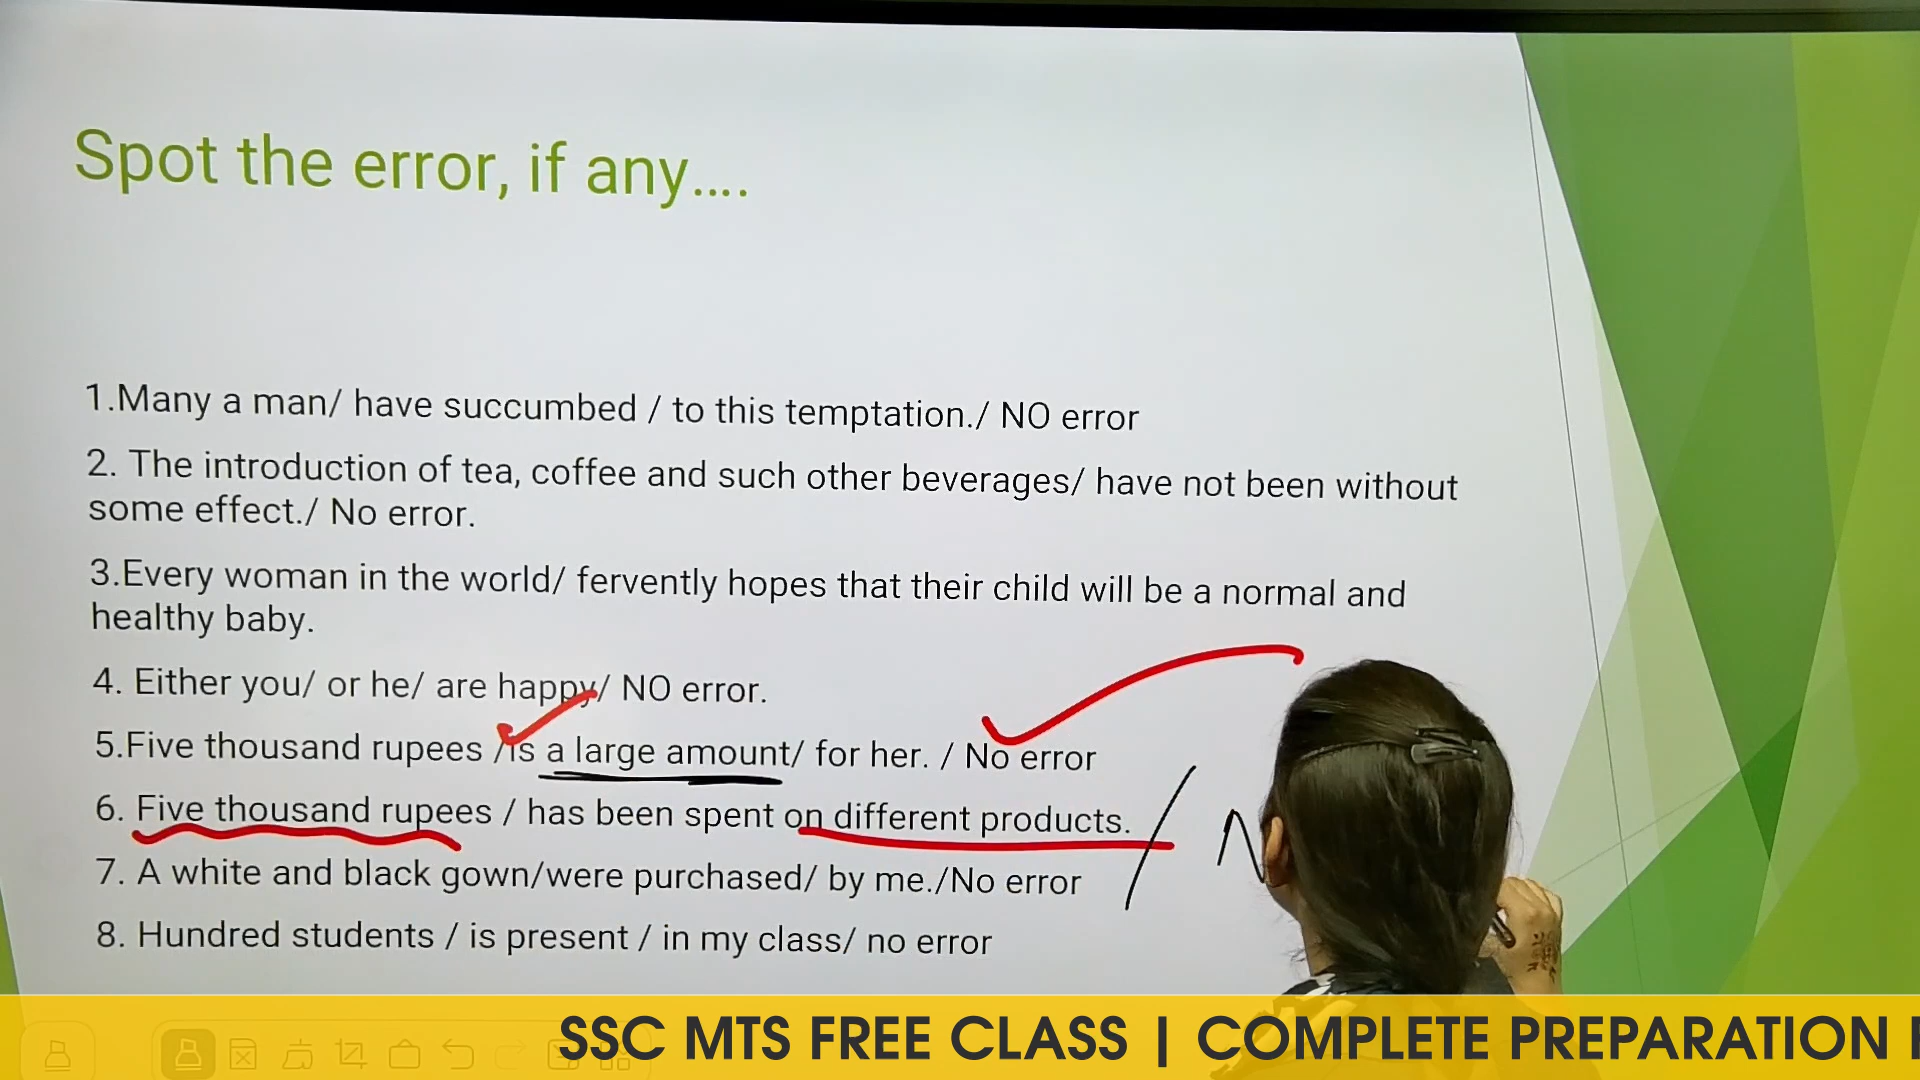 Spot the error, if any....
1.Many a man/ have succumbed / to this temptation./ NO error
2. The introduction of tea, coffee and such other beverages/ have not been without
some effect./ No error.
3.Every woman in the world/ fervently hopes that their child will be a normal and
healthy baby.
4. Either you/ or he/ are happy/ NO error.
5.Five thousand rupees /is a large amount/ for her. / No error
6. Five thousand rupees / has been spent on different products. / N
7. A white and black gown/were purchased/ by me./No error
8. Hundred students / is present / in my class/ no error
SSC MTS FREE CLASS | COMPLETE PREPARATION